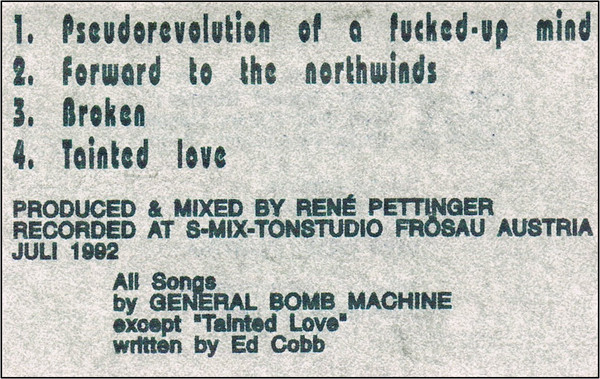 1. Pseudorevolution of a fucked-up mind
2. Forward to the northwinds
3. Broken
4. Tainted love
PRODUCED & MIXED BY RENÉ PETTINGER
RECORDED AT S-MIX-TONSTUDIO FRÖSAU AUSTRIA
JULI 1992
All Songs
by GENERAL BOMB MACHINE
except "Tainted Love"
written by Ed Cobb